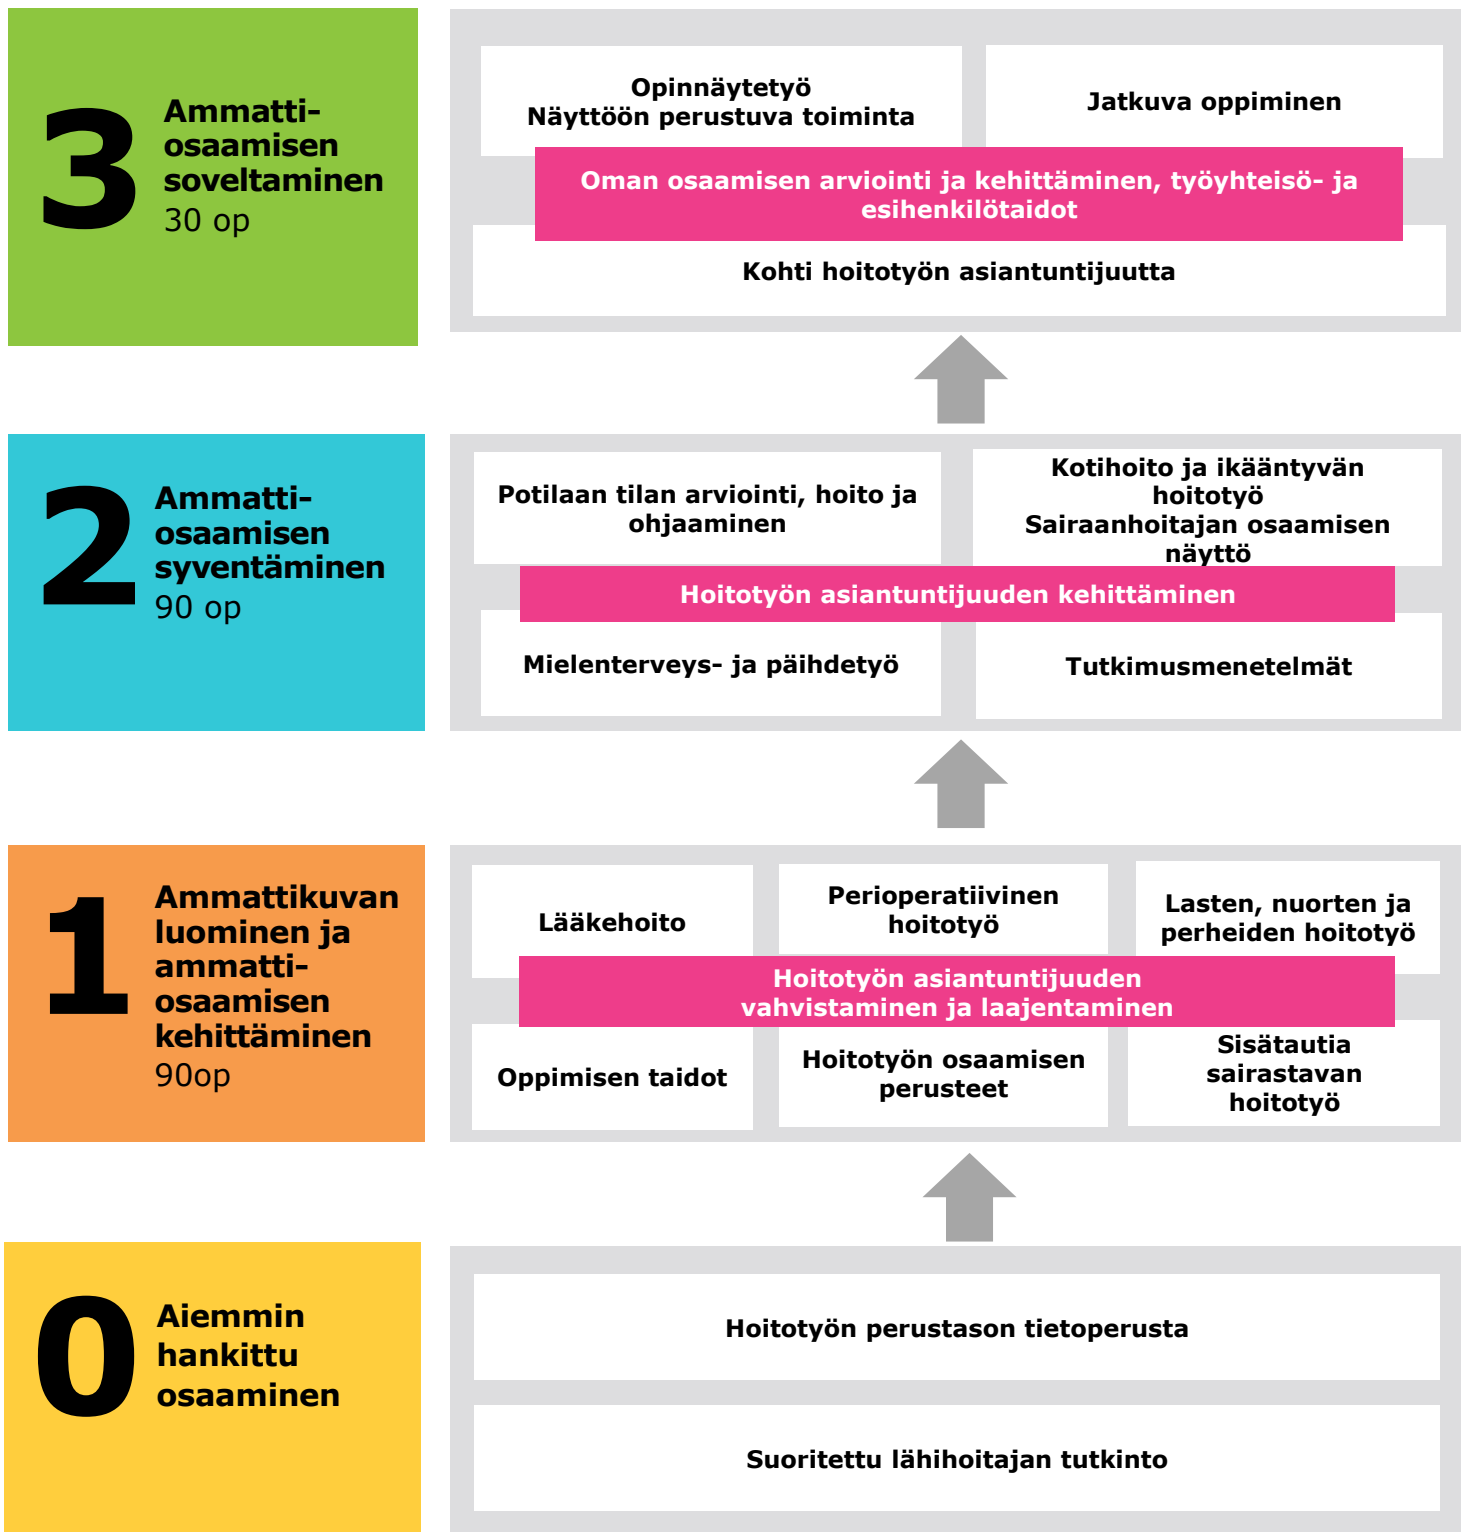 3
Ammatti-
osaamisen
soveltaminen
30 op
Opinnäytetyö
Näyttöön perustuva toiminta
Jatkuva oppiminen
Oman osaamisen arviointi ja kehittäminen, työyhteisö- ja
esihenkilötaidot
Kohti hoitotyön asiantuntijuutta
2
Ammatti-
osaamisen
syventäminen
90 op
Potilaan tilan arviointi, hoito ja
ohjaaminen
Kotihoito ja ikääntyvän
hoitotyö
Sairaanhoitajan osaamisen
näyttö
Hoitotyön asiantuntijuuden kehittäminen
Mielenterveys- ja päihdetyö
Tutkimusmenetelmät
1
Ammattikuvan
luominen ja
ammatti-
osaamisen
kehittäminen
90op
Lääkehoito
Perioperatiivinen
hoitotyö
Lasten, nuorten ja
perheiden hoitotyö
Hoitotyön asiantuntijuuden
vahvistaminen ja laajentaminen
Oppimisen taidot
Hoitotyön osaamisen
perusteet
Sisätautia
sairastavan
hoitotyö
0
Aiemmin
hankittu
osaaminen
Hoitotyön perustason tietoperusta
Suoritettu lähihoitajan tutkinto